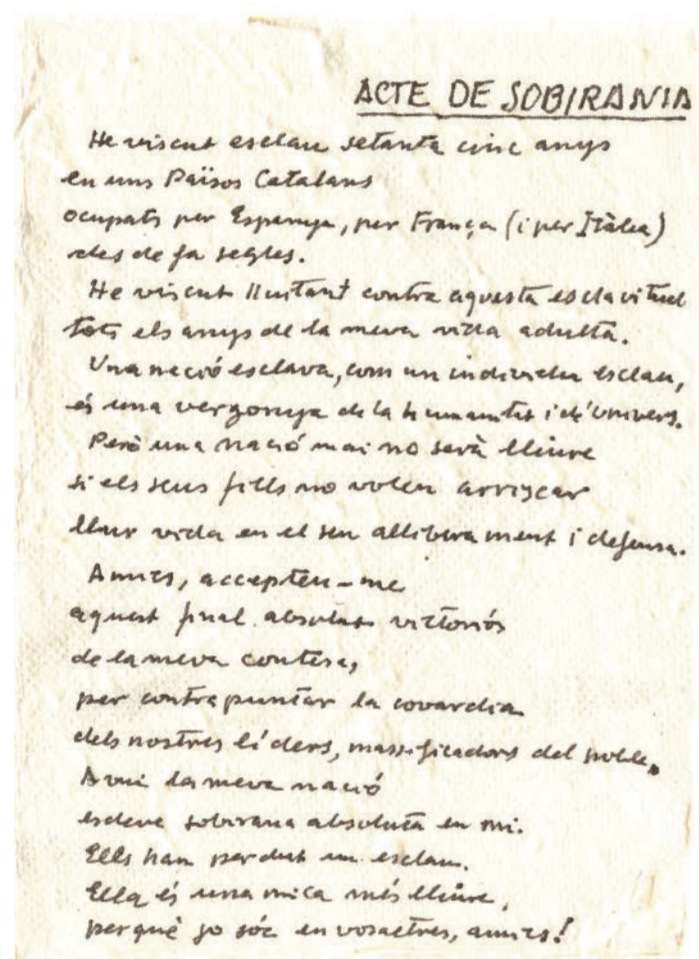 ACTE DE SOBIRANIA
He viscut esclau setanta cinc anys
en uns Països Catalans
ocupats per Espanya, per França (i per Itàlia)
des de fa segles.
He viscut lluitant contra aquesta esclavitud
tots els anys de la meva vida adulta.
Una nació esclava, com un individu esclau,
és una vergonya de la humanitat i de l'univers.
Però una nació mai no serà lliure
si els seus fills no volen arriscar
llur vida en el seu alliberament i defensa.
Amics, accepteu-me
aquest final absolut victoriós
de la meva contesa,
per contrapuntar la covardia
dels nostres líders, massificadors del poble.
Avui la meva nació
esdevé sobirana absoluta en mi.
Ells han perdut un esclau.
Ella és una mica més lliure,
perquè jo sóc en vosaltres, amics!